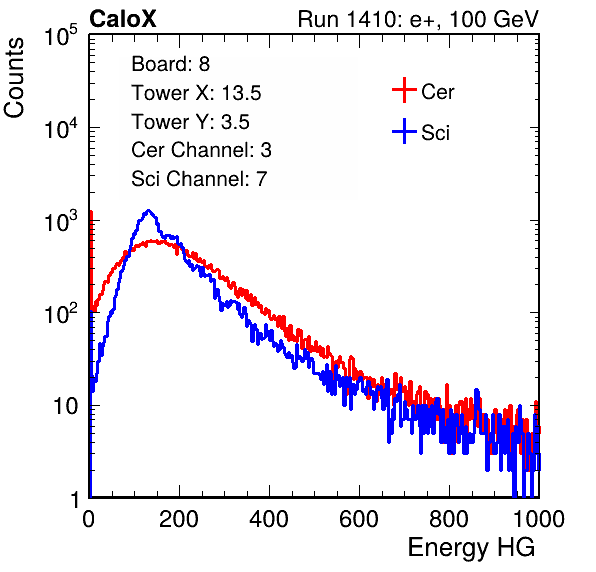 CaloX Run 1410: e+, 100 GeV
Board: 8
Tower X: 13.5
Tower Y: 3.5
Cer Channel: 3
Sci Channel: 7
Cer
Sci
Counts
10^5
10^4
10^3
10^2
10
1
0 200 400 600 800 1000
Energy HG